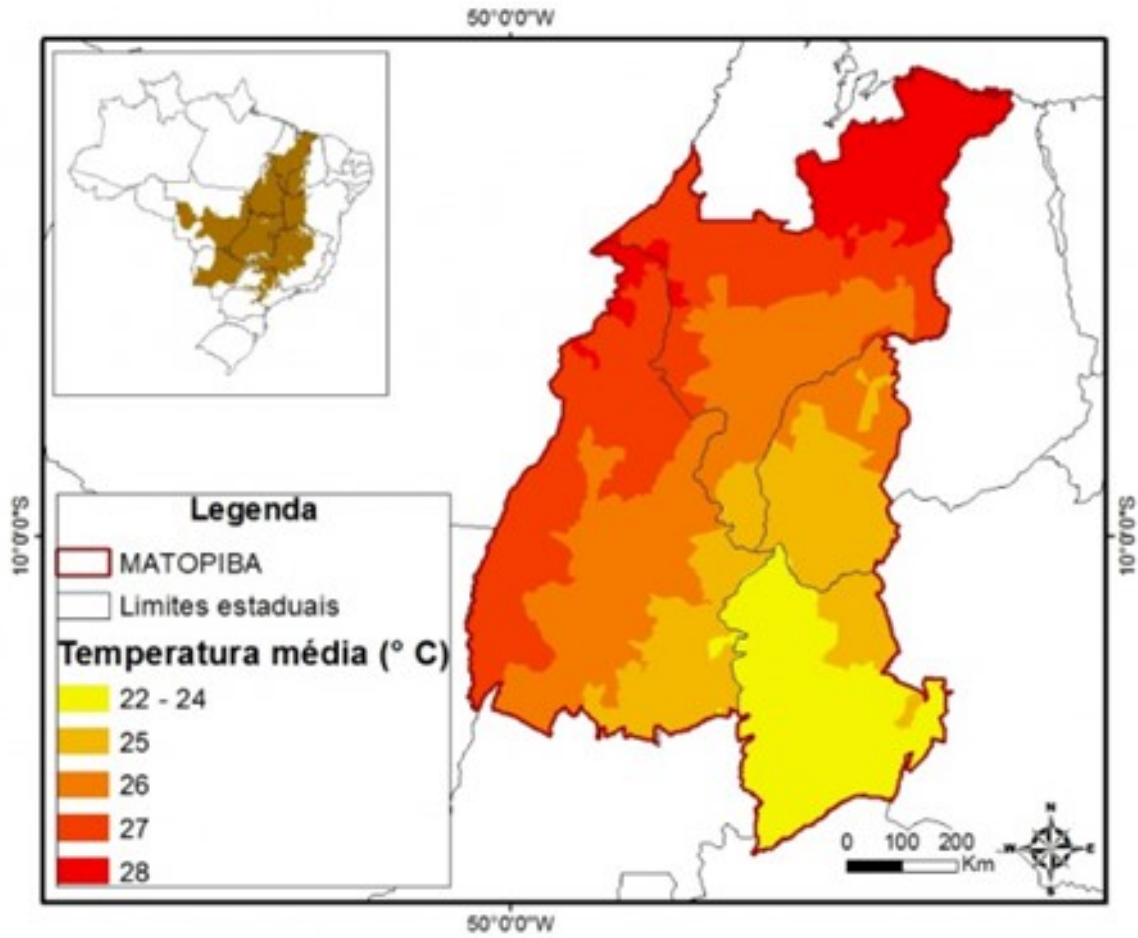 50°0'0"W
10°0'0"S
10°0'0"S
Legenda
MATOPIBA
Limites estaduais
Temperatura média (° C)
22 - 24
25
26
27
28
N
W
E
S
0 100 200
Km
50°0'0"W